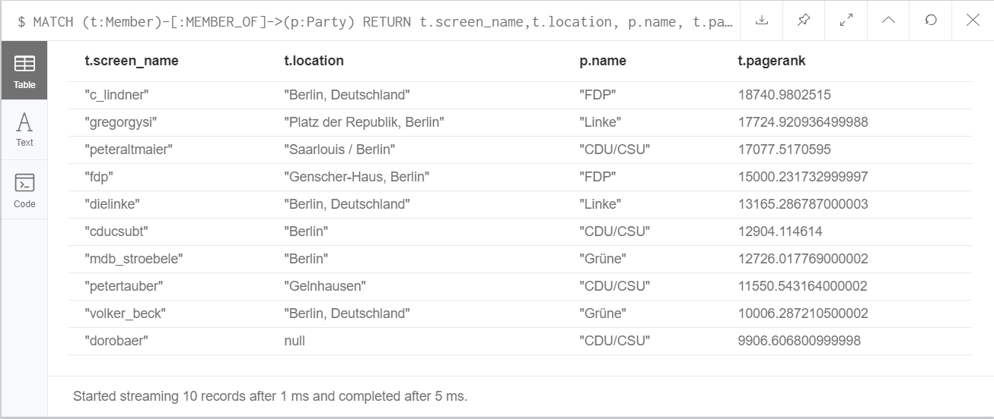 $ MATCH (t:Member)-[:MEMBER_OF]->(p:Party) RETURN t.screen_name,t.location, p.name, t.pa…
t.screen_name t.location p.name t.pagerank
Table
"c_lindner" "Berlin, Deutschland" "FDP" 18740.9802515
"gregorgysi" "Platz der Republik, Berlin" "Linke" 17724.920936499988
Text
"peteraltmaier" "Saarlouis / Berlin" "CDU/CSU" 17077.5170595
"fdp" "Genscher-Haus, Berlin" "FDP" 15000.231732999997
Code
"dielinke" "Berlin, Deutschland" "Linke" 13165.286787000003
"cducsubt" "Berlin" "CDU/CSU" 12904.114614
"mdb_stroebele" "Berlin" "Grüne" 12726.017769000002
"petertauber" "Gelnhausen" "CDU/CSU" 11550.543164000002
"volker_beck" "Berlin, Deutschland" "Grüne" 10006.287210500002
"dorobaer" null "CDU/CSU" 9906.606800999998
Started streaming 10 records after 1 ms and completed after 5 ms.